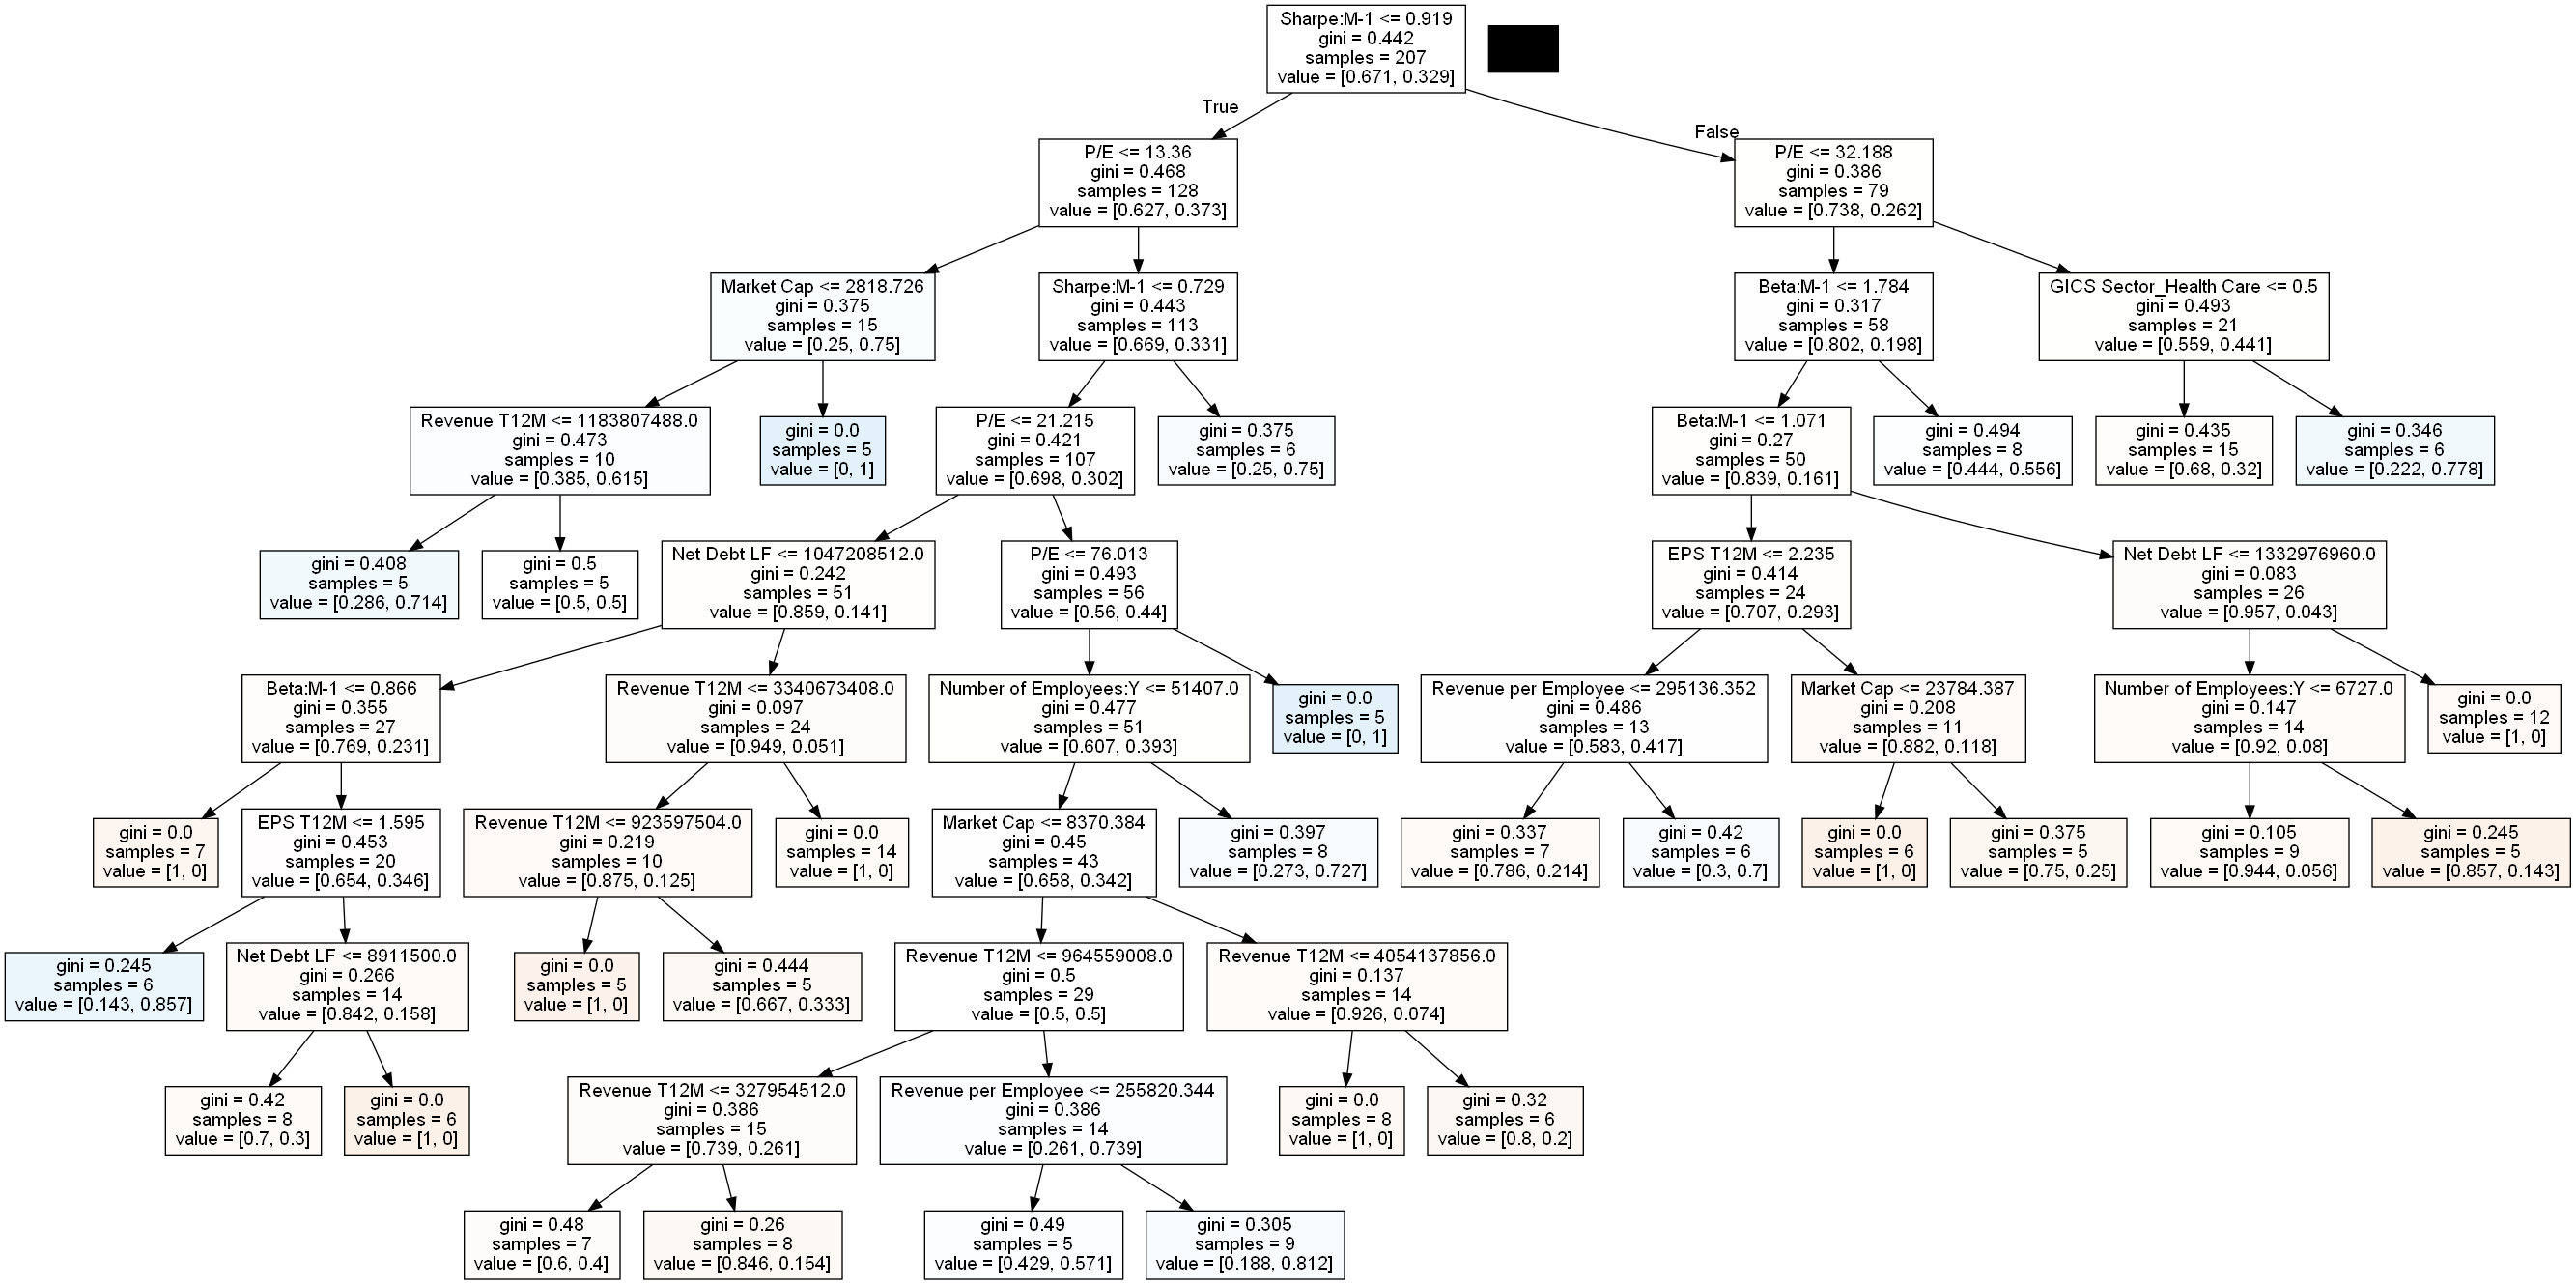 Sharpe:M-1 <= 0.919
gini = 0.442
samples = 207
value = [0.671, 0.329]
True
False
P/E <= 13.36
gini = 0.468
samples = 128
value = [0.627, 0.373]
P/E <= 32.188
gini = 0.386
samples = 79
value = [0.738, 0.262]
Market Cap <= 2818.726
gini = 0.375
samples = 15
value = [0.25, 0.75]
Sharpe:M-1 <= 0.729
gini = 0.443
samples = 113
value = [0.669, 0.331]
Beta:M-1 <= 1.784
gini = 0.317
samples = 58
value = [0.802, 0.198]
GICS Sector_Health Care <= 0.5
gini = 0.493
samples = 21
value = [0.559, 0.441]
Revenue T12M <= 1183807488.0
gini = 0.473
samples = 10
value = [0.385, 0.615]
gini = 0.0
samples = 5
value = [0, 1]
P/E <= 21.215
gini = 0.421
samples = 107
value = [0.698, 0.302]
gini = 0.375
samples = 6
value = [0.25, 0.75]
Beta:M-1 <= 1.071
gini = 0.27
samples = 50
value = [0.839, 0.161]
gini = 0.494
samples = 8
value = [0.444, 0.556]
gini = 0.435
samples = 15
value = [0.68, 0.32]
gini = 0.346
samples = 6
value = [0.222, 0.778]
gini = 0.408
samples = 5
value = [0.286, 0.714]
gini = 0.5
samples = 5
value = [0.5, 0.5]
Net Debt LF <= 1047208512.0
gini = 0.242
samples = 51
value = [0.859, 0.141]
P/E <= 76.013
gini = 0.493
samples = 56
value = [0.56, 0.44]
EPS T12M <= 2.235
gini = 0.414
samples = 24
value = [0.707, 0.293]
Net Debt LF <= 1332976960.0
gini = 0.083
samples = 26
value = [0.957, 0.043]
Beta:M-1 <= 0.866
gini = 0.355
samples = 27
value = [0.769, 0.231]
Revenue T12M <= 3340673408.0
gini = 0.097
samples = 24
value = [0.949, 0.051]
Number of Employees:Y <= 51407.0
gini = 0.477
samples = 51
value = [0.607, 0.393]
gini = 0.0
samples = 5
value = [0, 1]
Revenue per Employee <= 295136.352
gini = 0.486
samples = 13
value = [0.583, 0.417]
Market Cap <= 23784.387
gini = 0.208
samples = 11
value = [0.882, 0.118]
Number of Employees:Y <= 6727.0
gini = 0.147
samples = 14
value = [0.92, 0.08]
gini = 0.0
samples = 12
value = [1, 0]
gini = 0.0
samples = 7
value = [1, 0]
EPS T12M <= 1.595
gini = 0.453
samples = 20
value = [0.654, 0.346]
Revenue T12M <= 923597504.0
gini = 0.219
samples = 10
value = [0.875, 0.125]
gini = 0.0
samples = 14
value = [1, 0]
Market Cap <= 8370.384
gini = 0.45
samples = 43
value = [0.658, 0.342]
gini = 0.397
samples = 8
value = [0.273, 0.727]
gini = 0.337
samples = 7
value = [0.786, 0.214]
gini = 0.42
samples = 6
value = [0.3, 0.7]
gini = 0.0
samples = 6
value = [1, 0]
gini = 0.375
samples = 5
value = [0.75, 0.25]
gini = 0.105
samples = 9
value = [0.944, 0.056]
gini = 0.245
samples = 5
value = [0.857, 0.143]
gini = 0.245
samples = 6
value = [0.143, 0.857]
Net Debt LF <= 8911500.0
gini = 0.266
samples = 14
value = [0.842, 0.158]
gini = 0.0
samples = 5
value = [1, 0]
gini = 0.444
samples = 5
value = [0.667, 0.333]
Revenue T12M <= 964559008.0
gini = 0.5
samples = 29
value = [0.5, 0.5]
Revenue T12M <= 4054137856.0
gini = 0.137
samples = 14
value = [0.926, 0.074]
gini = 0.42
samples = 8
value = [0.7, 0.3]
gini = 0.0
samples = 6
value = [1, 0]
Revenue T12M <= 327954512.0
gini = 0.386
samples = 15
value = [0.739, 0.261]
Revenue per Employee <= 255820.344
gini = 0.386
samples = 14
value = [0.261, 0.739]
gini = 0.0
samples = 8
value = [1, 0]
gini = 0.32
samples = 6
value = [0.8, 0.2]
gini = 0.48
samples = 7
value = [0.6, 0.4]
gini = 0.26
samples = 8
value = [0.846, 0.154]
gini = 0.49
samples = 5
value = [0.429, 0.571]
gini = 0.305
samples = 9
value = [0.188, 0.812]